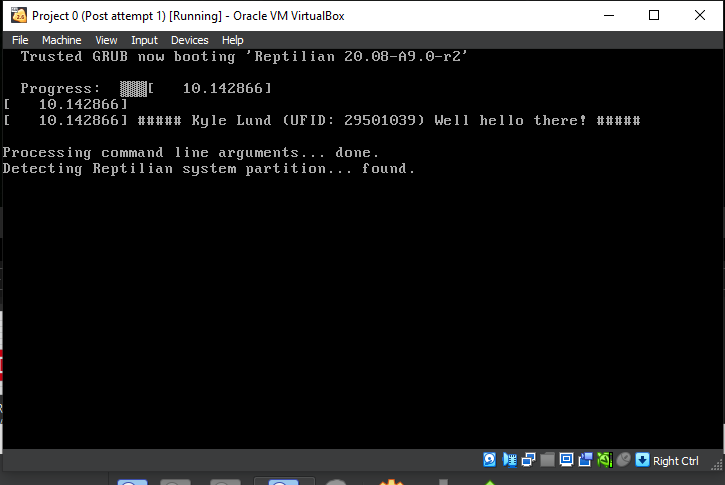 Project 0 (Post attempt 1) [Running] - Oracle VM VirtualBox
File Machine View Input Devices Help
Trusted GRUB now booting 'Reptilian 20.08-A9.0-r2'
Progress: ▒▒▒[ 10.142866]
[ 10.142866]
[ 10.142866] ##### Kyle Lund (UFID: 29501039) Well hello there! #####
Processing command line arguments... done.
Detecting Reptilian system partition... found.
Right Ctrl